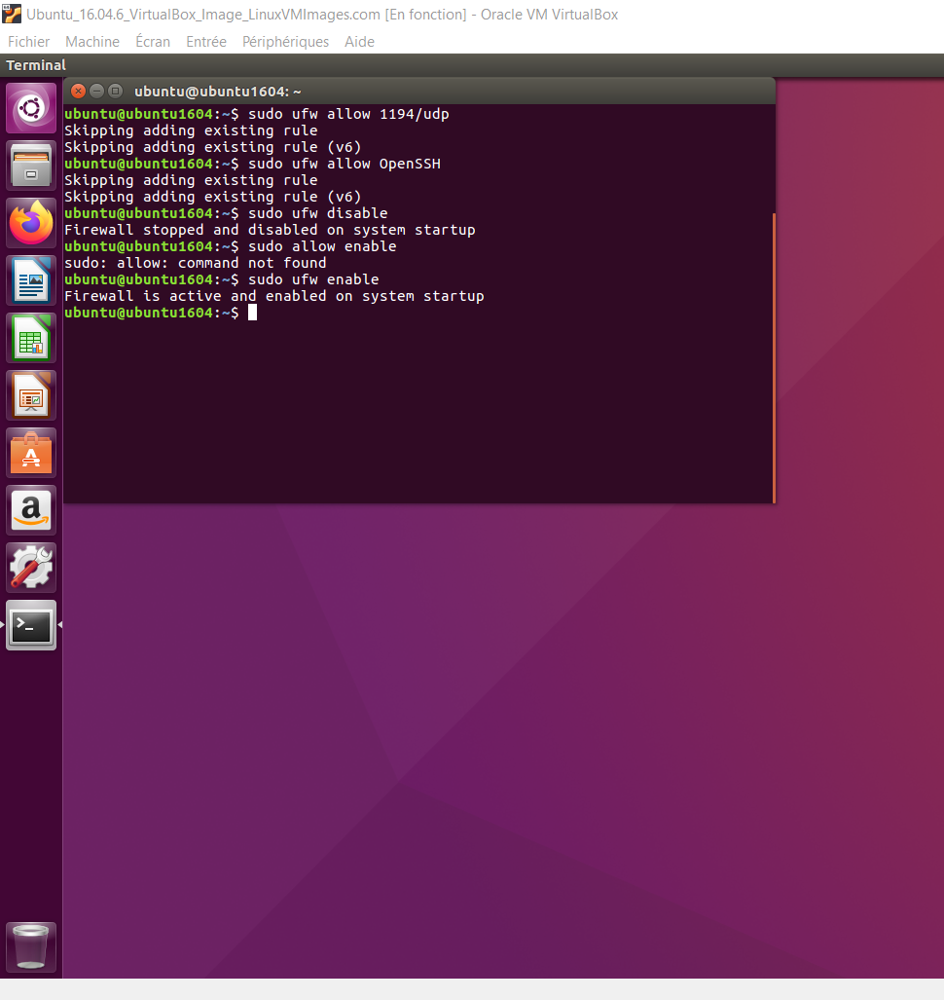 Ubuntu_16.04.6_VirtualBox_Image_LinuxVMImages.com [En fonction] - Oracle VM VirtualBox
Fichier Machine Écran Entrée Périphériques Aide
Terminal
ubuntu@ubuntu1604: ~
ubuntu@ubuntu1604:~$ sudo ufw allow 1194/udp
Skipping adding existing rule
Skipping adding existing rule (v6)
ubuntu@ubuntu1604:~$ sudo ufw allow OpenSSH
Skipping adding existing rule
Skipping adding existing rule (v6)
ubuntu@ubuntu1604:~$ sudo ufw disable
Firewall stopped and disabled on system startup
ubuntu@ubuntu1604:~$ sudo allow enable
sudo: allow: command not found
ubuntu@ubuntu1604:~$ sudo ufw enable
Firewall is active and enabled on system startup
ubuntu@ubuntu1604:~$